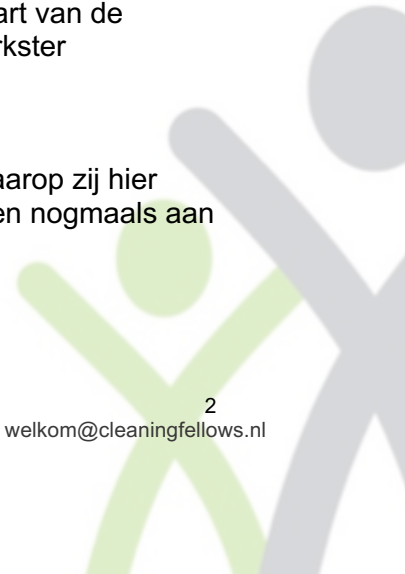 art van de
rkster
aarop zij hier
en nogmaals aan
2
welkom@cleaningfellows.nl